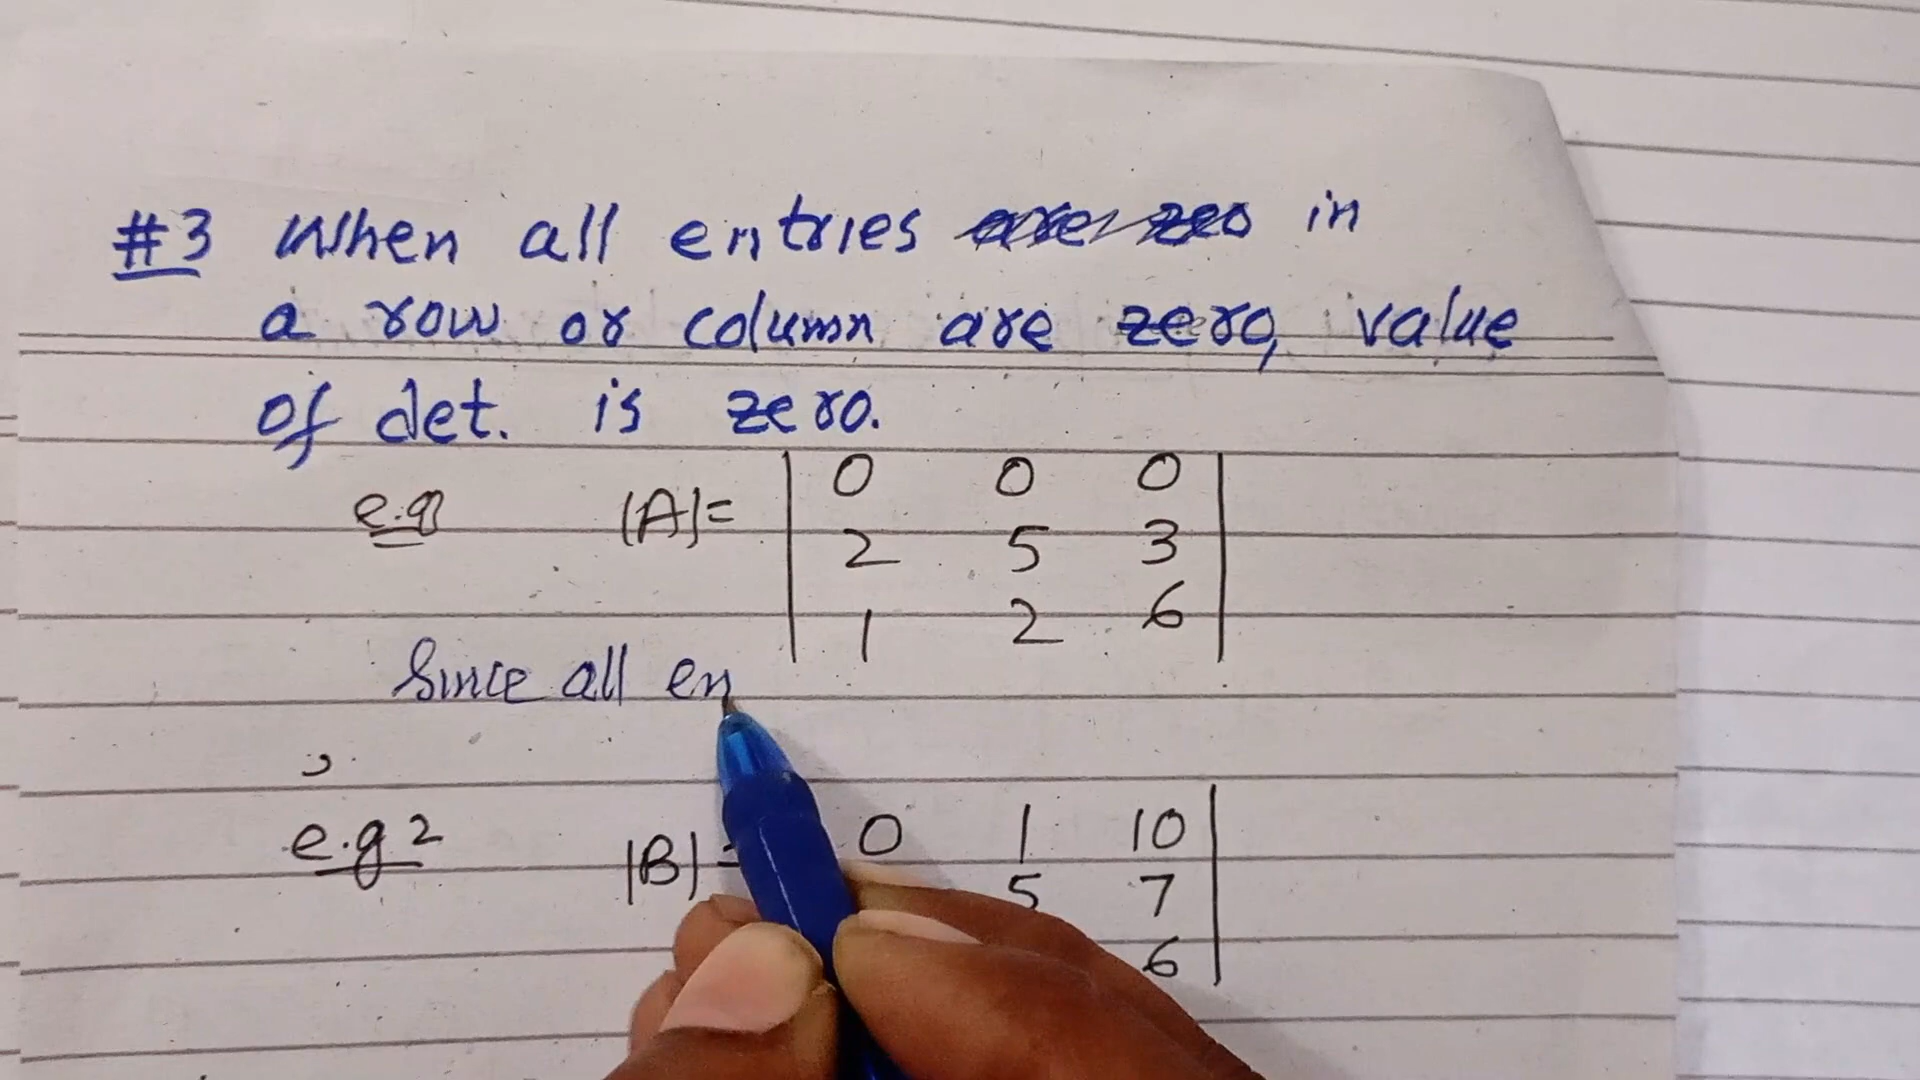 #3 When all entries in
a row or column are zero, value
of det. is zero.
e.g |A|= | 0 0 0 |
| 2 5 3 |
| 1 2 6 |
Since all en
e.g 2 |B| = 0 1 10 |
5 7 |
6 |